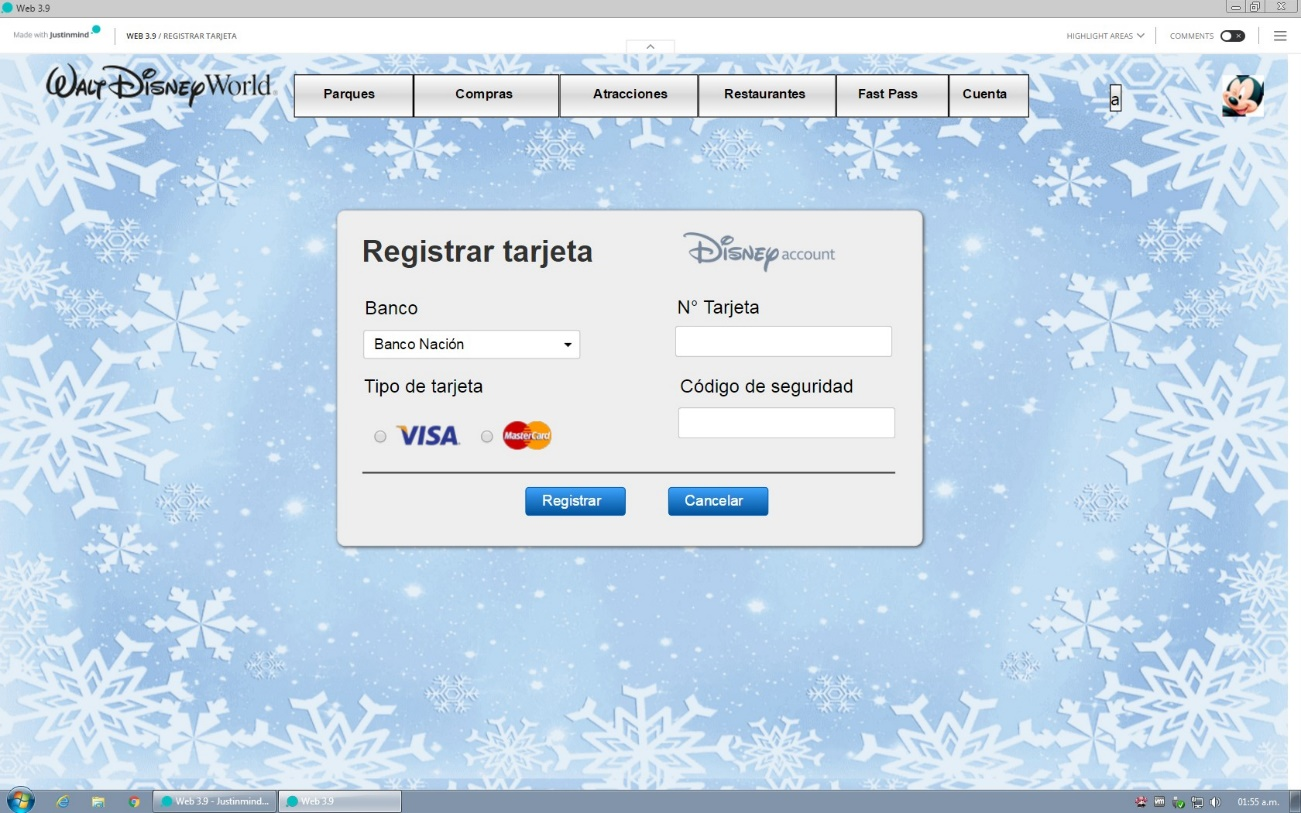 Web 3.9
Made with Justinmind
WEB 3.9 / REGISTRAR TARJETA
HIGHLIGHT AREAS
COMMENTS
WALT DISNEY World
Parques
Compras
Atracciones
Restaurantes
Fast Pass
Cuenta
a
Registrar tarjeta
DISNEY account
Banco
N° Tarjeta
Banco Nación
Tipo de tarjeta
Código de seguridad
VISA
MasterCard
Registrar
Cancelar
Web 3.9 - Justinmind...
Web 3.9
01:55 a.m.